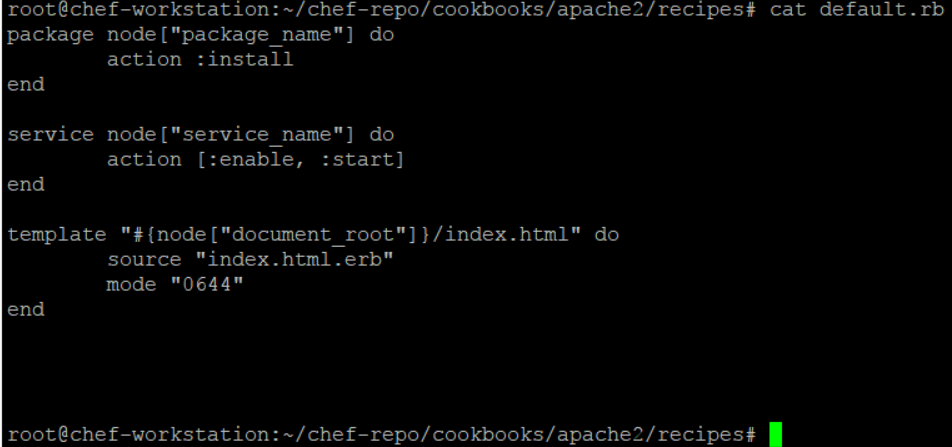 root@chef-workstation:~/chef-repo/cookbooks/apache2/recipes# cat default.rb
package node["package_name"] do
        action :install
end

service node["service_name"] do
        action [:enable, :start]
end

template "#{node["document_root"]}/index.html" do
        source "index.html.erb"
        mode "0644"
end

root@chef-workstation:~/chef-repo/cookbooks/apache2/recipes#